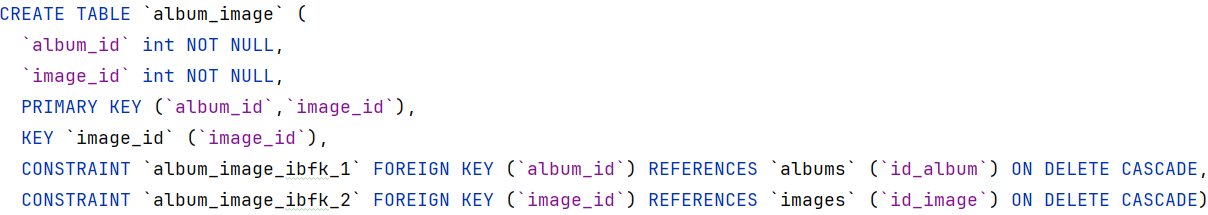 CREATE TABLE `album_image` (
  `album_id` int NOT NULL,
  `image_id` int NOT NULL,
  PRIMARY KEY (`album_id`,`image_id`),
  KEY `image_id` (`image_id`),
  CONSTRAINT `album_image_ibfk_1` FOREIGN KEY (`album_id`) REFERENCES `albums` (`id_album`) ON DELETE CASCADE,
  CONSTRAINT `album_image_ibfk_2` FOREIGN KEY (`image_id`) REFERENCES `images` (`id_image`) ON DELETE CASCADE)